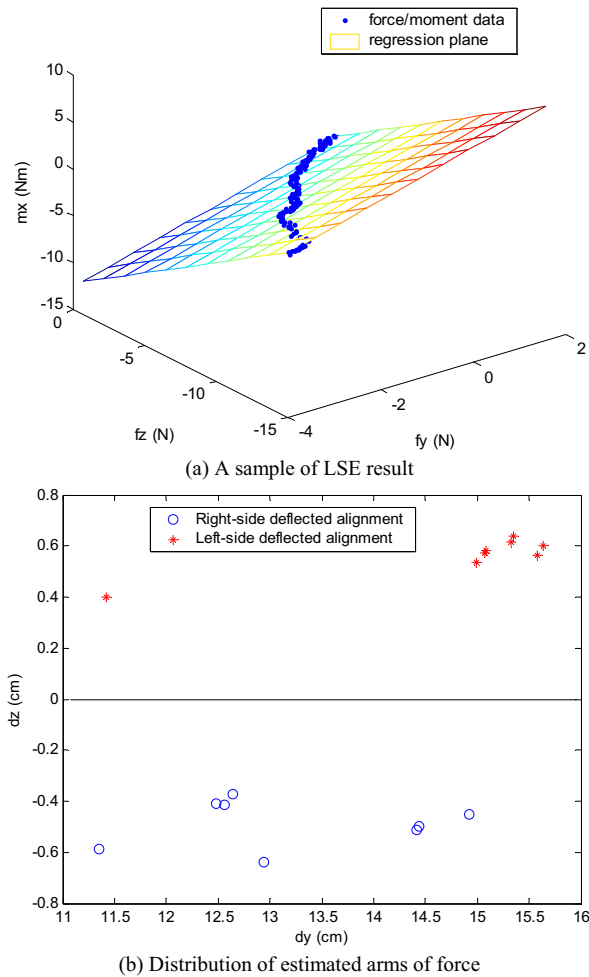 force/moment data
regression plane
10
5
0
-5
-10
-15
mx (Nm)
0
-5
-10
-15
fz (N)
-4
-2
0
2
fy (N)
(a) A sample of LSE result
0.8
0.6
0.4
0.2
0
-0.2
-0.4
-0.6
-0.8
dz (cm)
Right-side deflected alignment
Left-side deflected alignment
11 11.5 12 12.5 13 13.5 14 14.5 15 15.5 16
dy (cm)
(b) Distribution of estimated arms of force